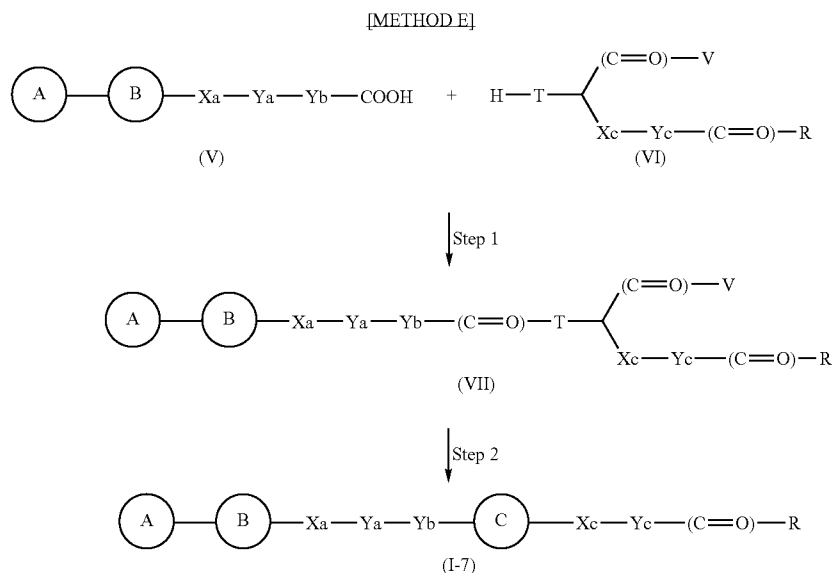 [METHOD E]
(C=O)—V
A—B—Xa—Ya—Yb—COOH + H—T
Xc—Yc—(C=O)—R
(V) (VI)
Step 1
(C=O)—V
A—B—Xa—Ya—Yb—(C=O)—T
Xc—Yc—(C=O)—R
(VII)
Step 2
A—B—Xa—Ya—Yb—C—Xc—Yc—(C=O)—R
(I-7)